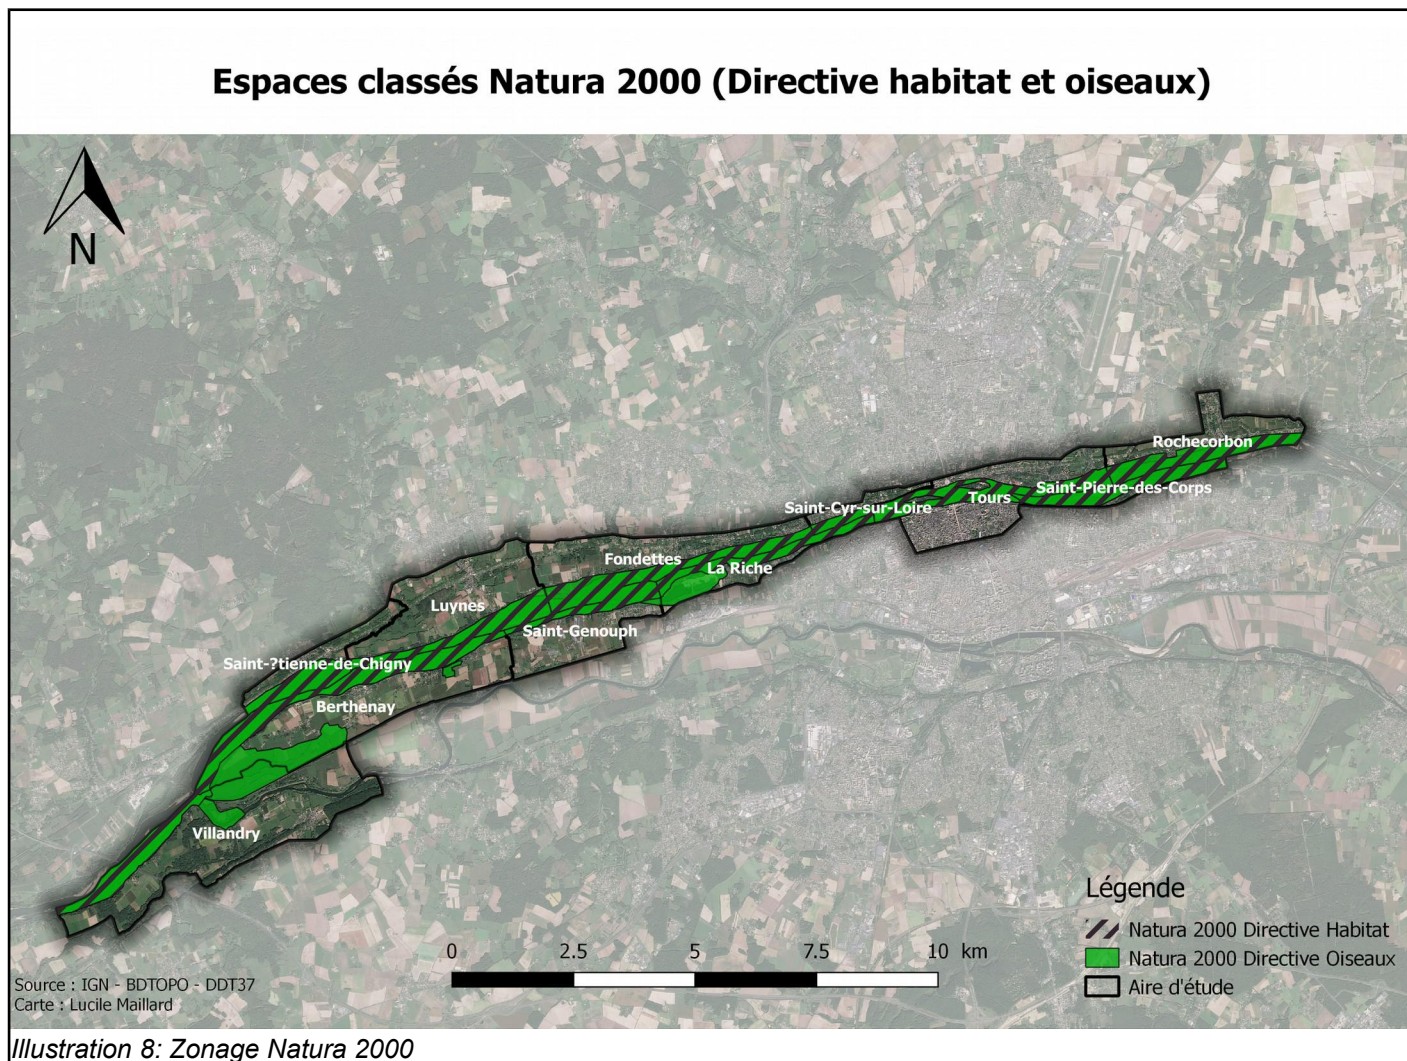 Espaces classés Natura 2000 (Directive habitat et oiseaux)
N
Rochecorbon
Saint-Pierre-des-Corps
Tours
Saint-Cyr-sur-Loire
Fondettes
La Riche
Luynes
Saint-Genouph
Saint-?tienne-de-Chigny
Berthenay
Villandry
Légende
Natura 2000 Directive Habitat
Natura 2000 Directive Oiseaux
Aire d'étude
0 2.5 5 7.5 10 km
Source : IGN - BDTOPO - DDT37
Carte : Lucile Maillard
Illustration 8: Zonage Natura 2000